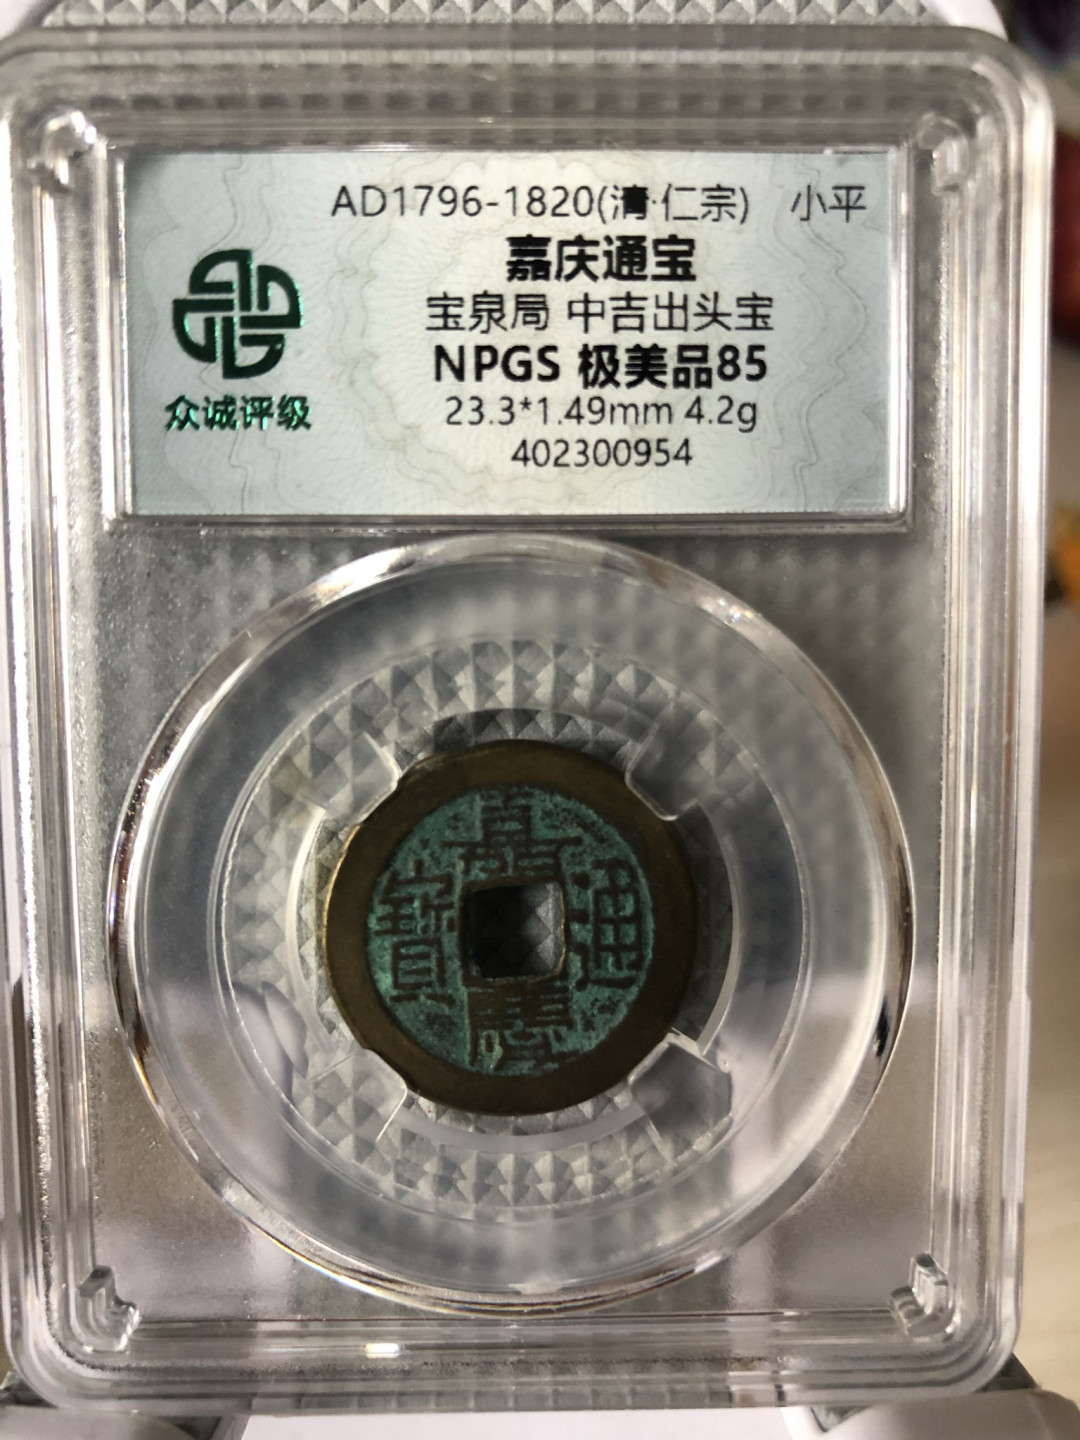 AD1796-1820(清·仁宗) 小平
嘉庆通宝
宝泉局 中吉出头宝
NPGS 极美品85
23.3*1.49mm 4.2g
402300954
众诚评级
嘉慶通寶